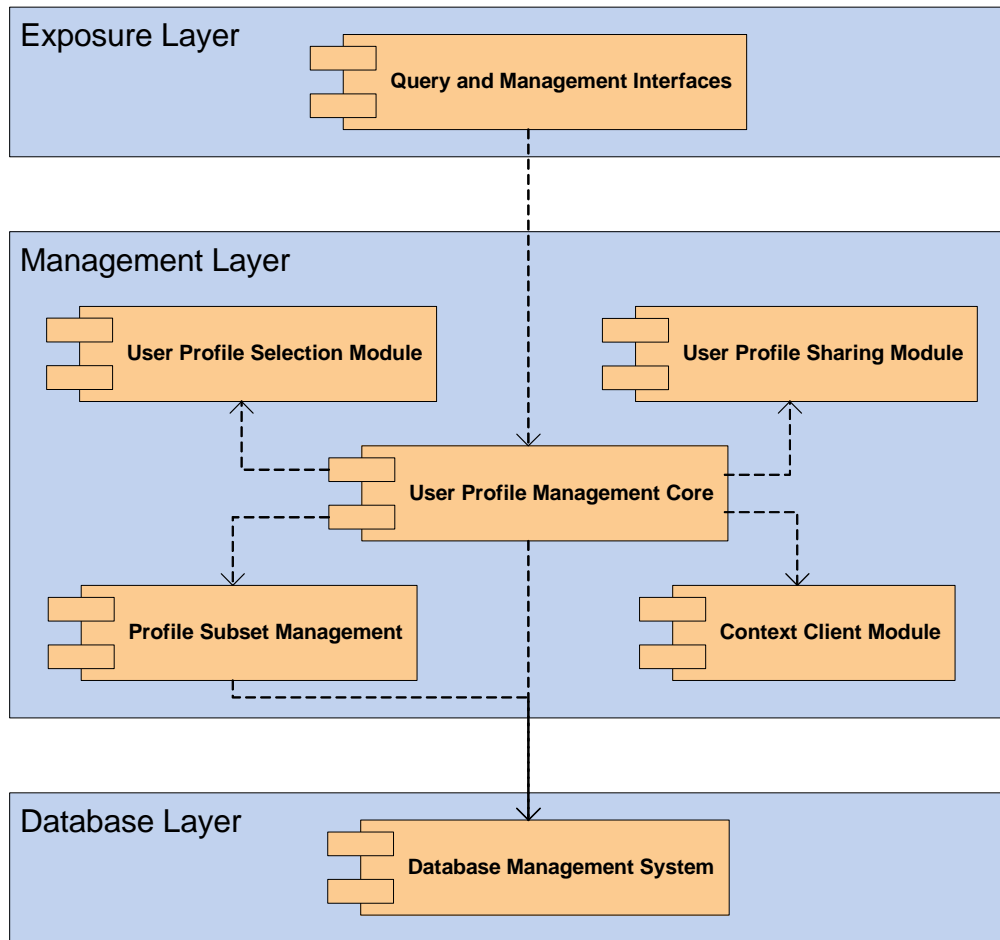 Exposure Layer
Query and Management Interfaces
Management Layer
User Profile Selection Module
User Profile Sharing Module
User Profile Management Core
Profile Subset Management
Context Client Module
Database Layer
Database Management System